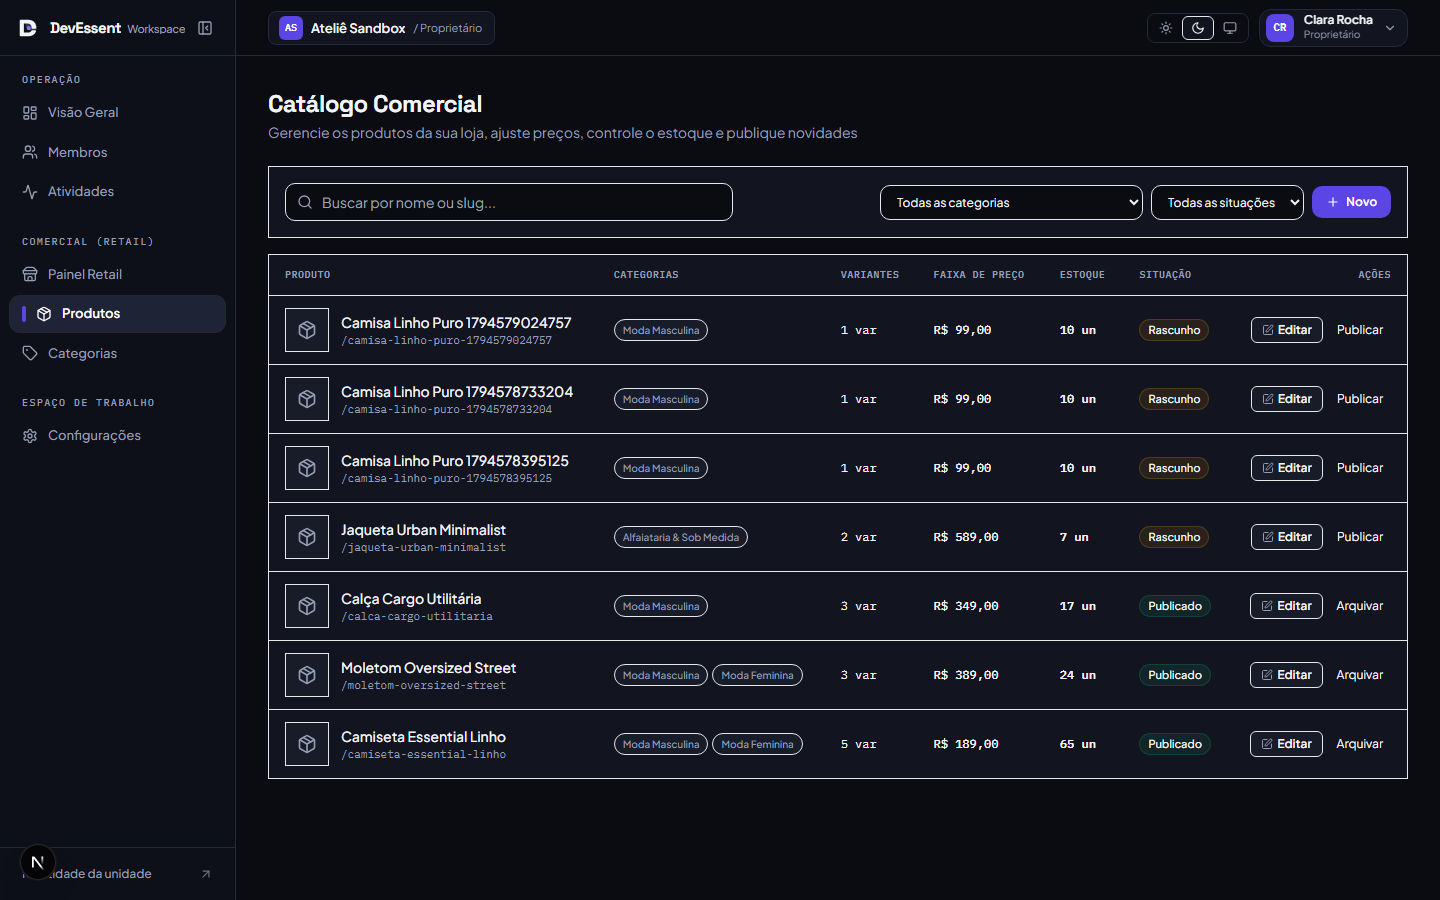 DevEssent Workspace
AS Ateliê Sandbox / Proprietário
CR Clara Rocha
Proprietário
OPERAÇÃO
Visão Geral
Membros
Atividades
COMERCIAL (RETAIL)
Painel Retail
Produtos
Categorias
ESPAÇO DE TRABALHO
Configurações
N
da unidade
Catálogo Comercial
Gerencie os produtos da sua loja, ajuste preços, controle o estoque e publique novidades
Buscar por nome ou slug...
Todas as categorias
Todas as situações
+ Novo
PRODUTO CATEGORIAS VARIANTES FAIXA DE PREÇO ESTOQUE SITUAÇÃO AÇÕES
Camisa Linho Puro 1794579024757
/camisa-linho-puro-1794579024757
Moda Masculina 1 var R$ 99,00 10 un Rascunho Editar Publicar
Camisa Linho Puro 1794578733204
/camisa-linho-puro-1794578733204
Moda Masculina 1 var R$ 99,00 10 un Rascunho Editar Publicar
Camisa Linho Puro 1794578395125
/camisa-linho-puro-1794578395125
Moda Masculina 1 var R$ 99,00 10 un Rascunho Editar Publicar
Jaqueta Urban Minimalist
/jaqueta-urban-minimalist
Alfaiataria & Sob Medida 2 var R$ 589,00 7 un Rascunho Editar Publicar
Calça Cargo Utilitária
/calca-cargo-utilitaria
Moda Masculina 3 var R$ 349,00 17 un Publicado Editar Arquivar
Moletom Oversized Street
/moletom-oversized-street
Moda Masculina Moda Feminina 3 var R$ 389,00 24 un Publicado Editar Arquivar
Camiseta Essential Linho
/camiseta-essential-linho
Moda Masculina Moda Feminina 5 var R$ 189,00 65 un Publicado Editar Arquivar